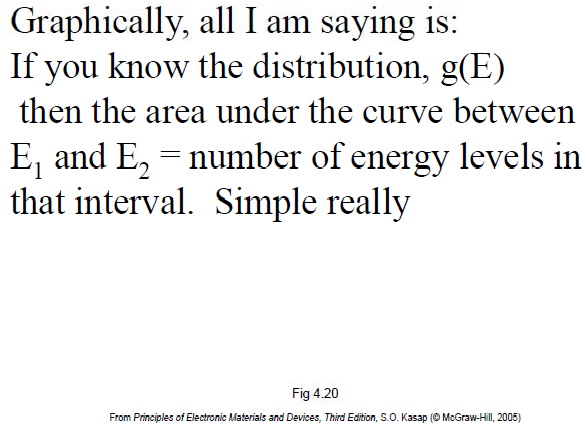 Graphically, all I am saying is:
If you know the distribution, g(E)
then the area under the curve between
E₁ and E₂ = number of energy levels in
that interval. Simple really
Fig 4.20
From Principles of Electronic Materials and Devices, Third Edition, S.O. Kasap (© McGraw-Hill, 2005)